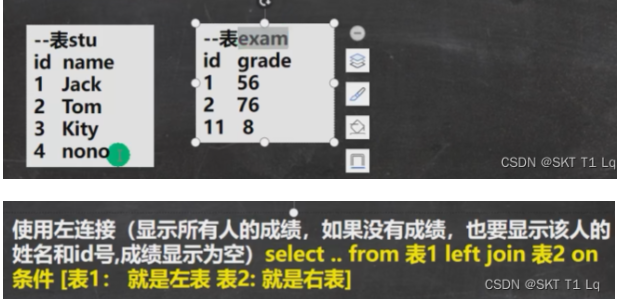 --表stu
id name
1 Jack
2 Tom
3 Kity
4 nono
--表exam
id grade
1 56
2 76
11 8
CSDN @SKT T1 Lq
使用左连接（显示所有人的成绩，如果没有成绩，也要显示该人的
姓名和id号,成绩显示为空）select .. from 表1 left join 表2 on
条件 [表1： 就是左表 表2: 就是右表]
CSDN @SKT T1 Lq